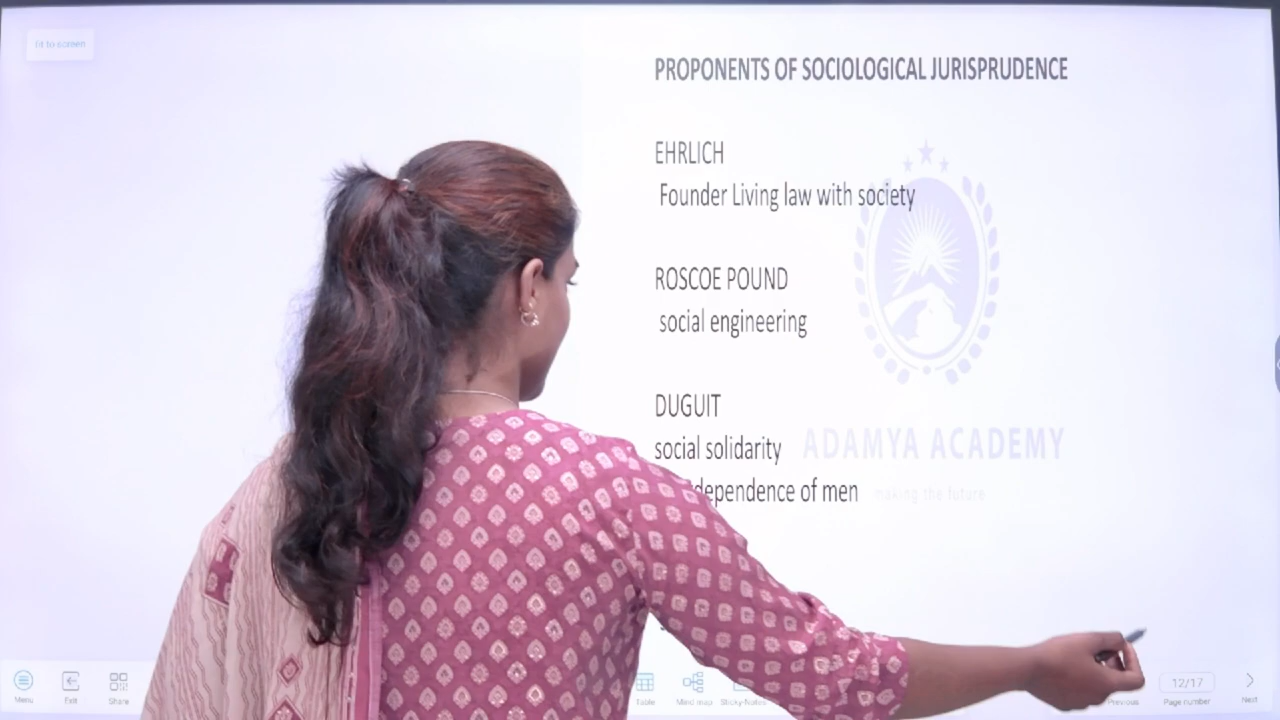 fit to screen
PROPONENTS OF SOCIOLOGICAL JURISPRUDENCE
EHRLICH
Founder Living law with society
ROSCOE POUND
social engineering
DUGUIT
social solidarity
dependence of men
ADAMYA ACADEMY
making the future
Menu
Exit
Share
Table
Mind map
Sticky-Notes
Previous
12/17
Page number
Next